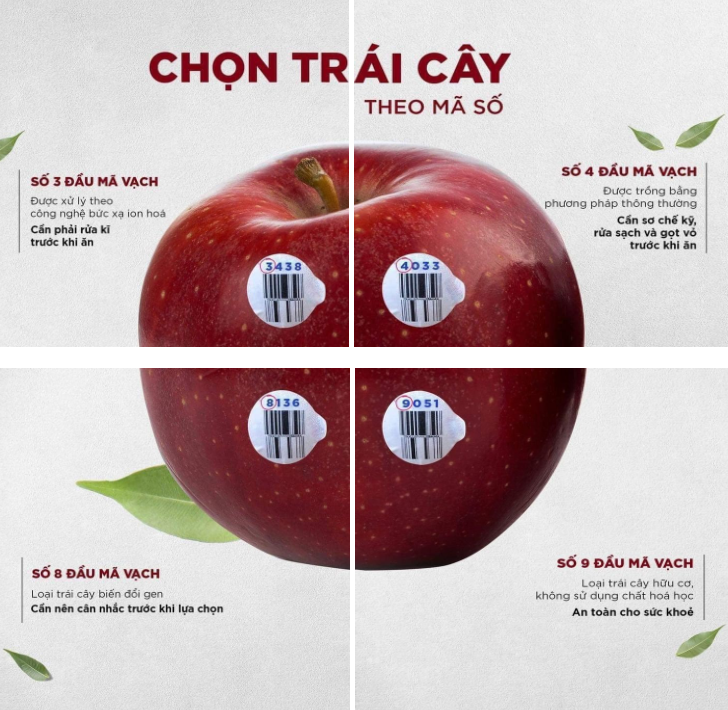 CHỌN TRÁI CÂY
THEO MÃ SỐ
SỐ 3 ĐẦU MÃ VẠCH
Được xử lý theo
công nghệ bức xạ ion hoá
Cần phải rửa kĩ
trước khi ăn
SỐ 4 ĐẦU MÃ VẠCH
Được trồng bằng
phương pháp thông thường
Cần sơ chế kỹ,
rửa sạch và gọt vỏ
trước khi ăn
3438
4033
8136
9051
SỐ 8 ĐẦU MÃ VẠCH
Loại trái cây biến đổi gen
Cần nên cân nhắc trước khi lựa chọn
SỐ 9 ĐẦU MÃ VẠCH
Loại trái cây hữu cơ,
không sử dụng chất hoá học
An toàn cho sức khoẻ